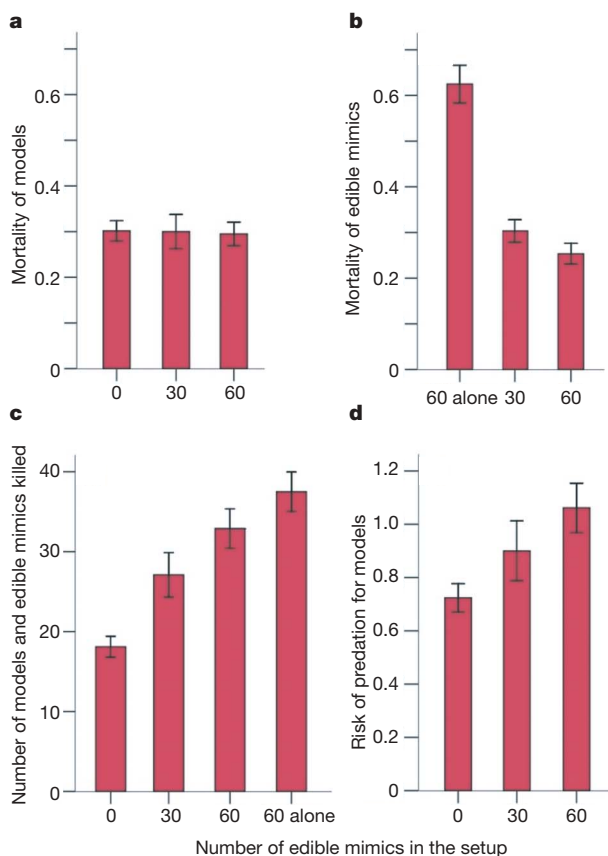 a
Mortality of models
0.6
0.4
0.2
0
0 30 60
b
Mortality of edible mimics
0.6
0.4
0.2
0
60 alone 30 60
c
Number of models and edible mimics killed
40
30
20
10
0
0 30 60 60 alone
d
Risk of predation for models
1.2
1.0
0.8
0.6
0.4
0.2
0
0 30 60
Number of edible mimics in the setup